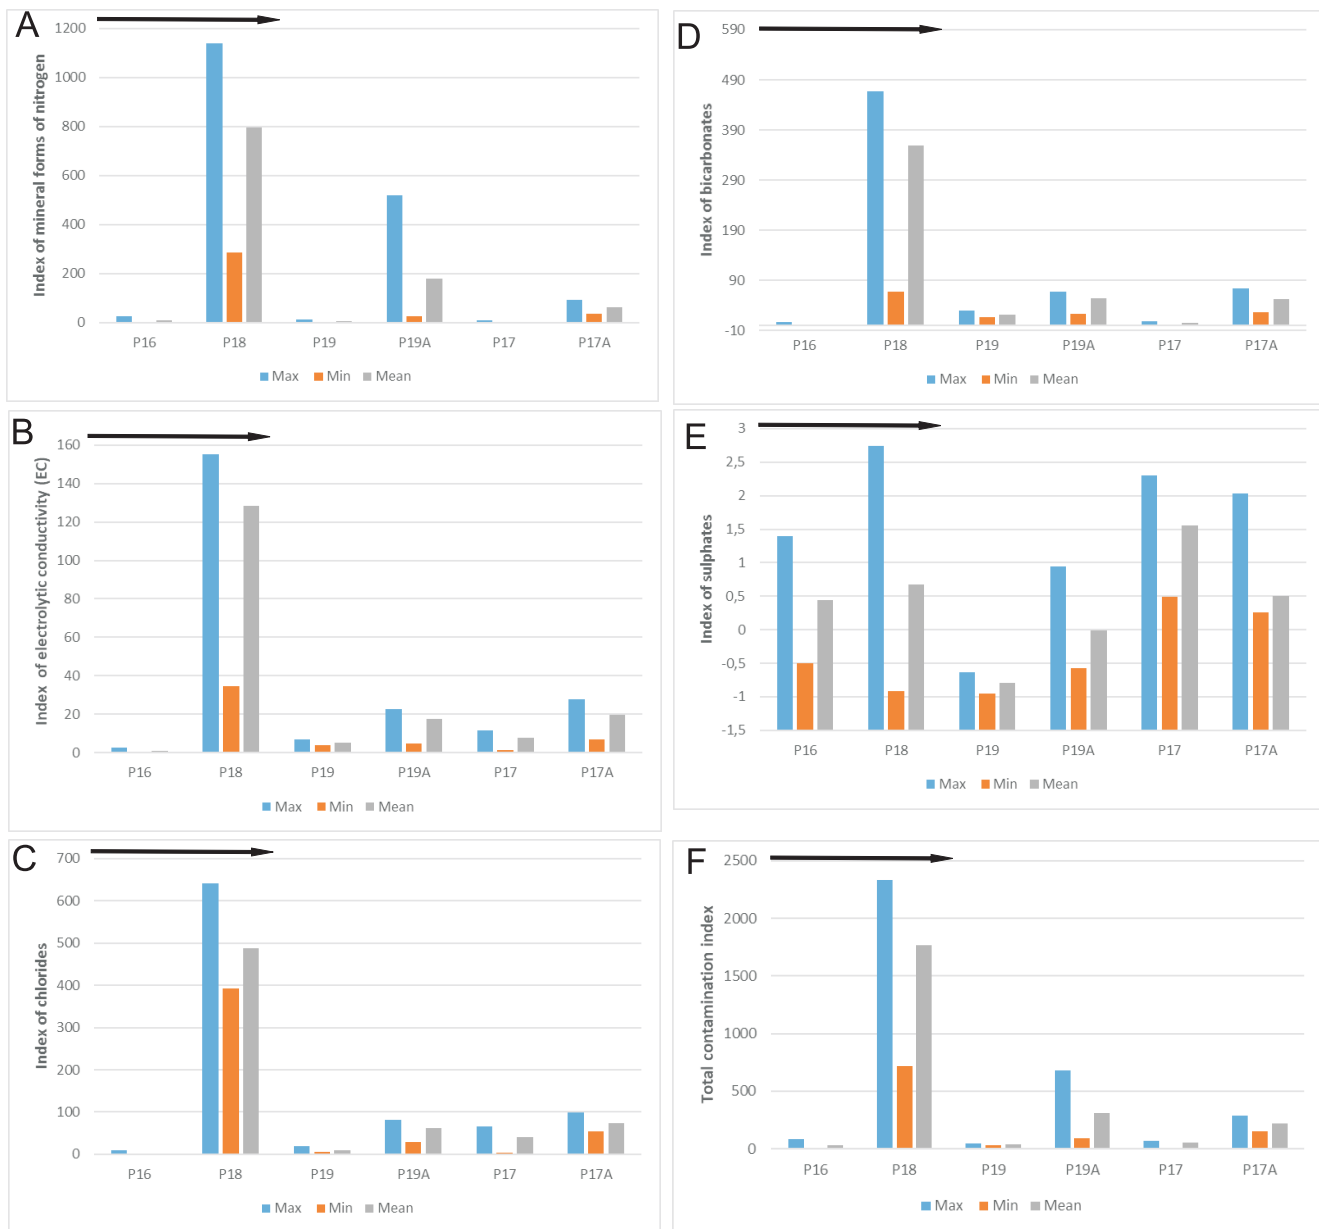 A
Index of mineral forms of nitrogen
1200
1000
800
600
400
200
0
P16 P18 P19 P19A P17 P17A
Max Min Mean
B
Index of electrolytic conductivity (EC)
160
140
120
100
80
60
40
20
0
P16 P18 P19 P19A P17 P17A
Max Min Mean
C
Index of chlorides
700
600
500
400
300
200
100
0
P16 P18 P19 P19A P17 P17A
Max Min Mean
D
Index of bicarbonates
590
490
390
290
190
90
-10
P16 P18 P19 P19A P17 P17A
Max Min Mean
E
Index of sulphates
3
2,5
2
1,5
1
0,5
0
-0,5
-1
-1,5
P16 P18 P19 P19A P17 P17A
Max Min Mean
F
Total contamination index
2500
2000
1500
1000
500
0
P16 P18 P19 P19A P17 P17A
Max Min Mean